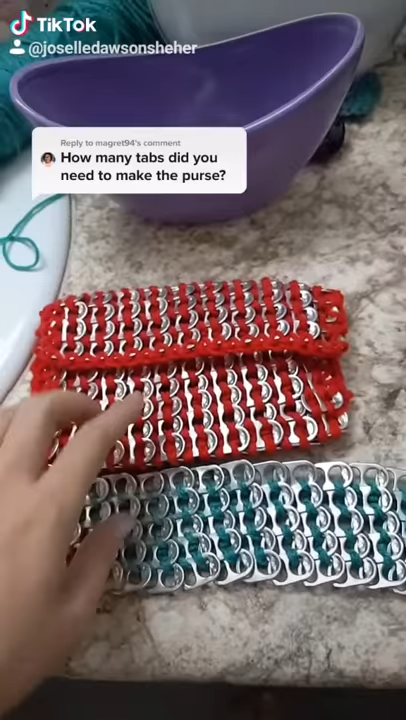 TikTok
@joselledawsonsheher
Reply to magret94's comment
How many tabs did you
need to make the purse?